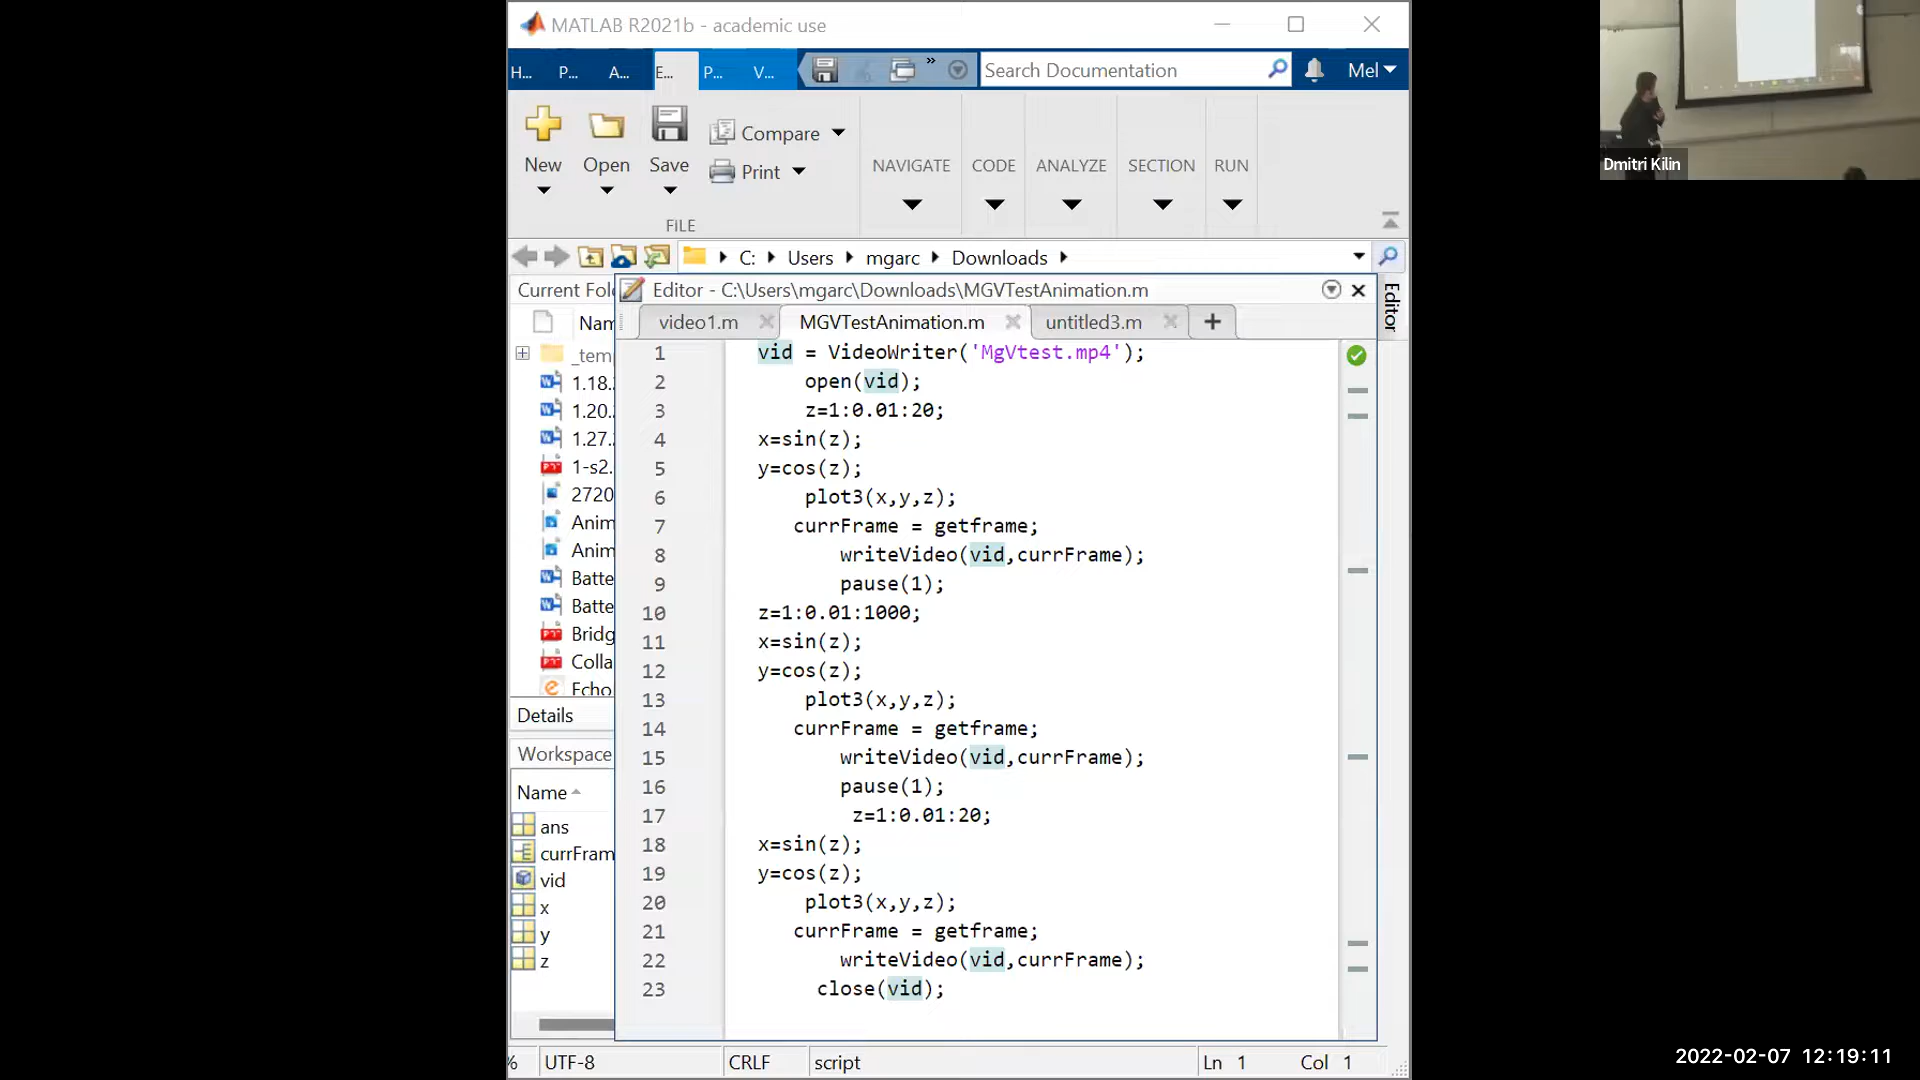 MATLAB R2021b - academic use
H... P... A... E... P... V... » Search Documentation Mel
New Open Save Compare Print
NAVIGATE CODE ANALYZE SECTION RUN
FILE
C: Users mgarc Downloads
Current Fol
Editor - C:\Users\mgarc\Downloads\MGVTestAnimation.m
Editor
Nam
video1.m MGVTestAnimation.m untitled3.m +
_tem
1.18.
1.20.
1.27.
1-s2.
2720
Anim
Anim
Batte
Batte
Bridg
Colla
Echo
Details
Workspace
Name
ans
currFram
vid
x
y
z
1 vid = VideoWriter('MgVtest.mp4');
2 open(vid);
3 z=1:0.01:20;
4 x=sin(z);
5 y=cos(z);
6 plot3(x,y,z);
7 currFrame = getframe;
8 writeVideo(vid,currFrame);
9 pause(1);
10 z=1:0.01:1000;
11 x=sin(z);
12 y=cos(z);
13 plot3(x,y,z);
14 currFrame = getframe;
15 writeVideo(vid,currFrame);
16 pause(1);
17 z=1:0.01:20;
18 x=sin(z);
19 y=cos(z);
20 plot3(x,y,z);
21 currFrame = getframe;
22 writeVideo(vid,currFrame);
23 close(vid);
% UTF-8 CRLF script Ln 1 Col 1
Dmitri Kilin
2022-02-07 12:19:11